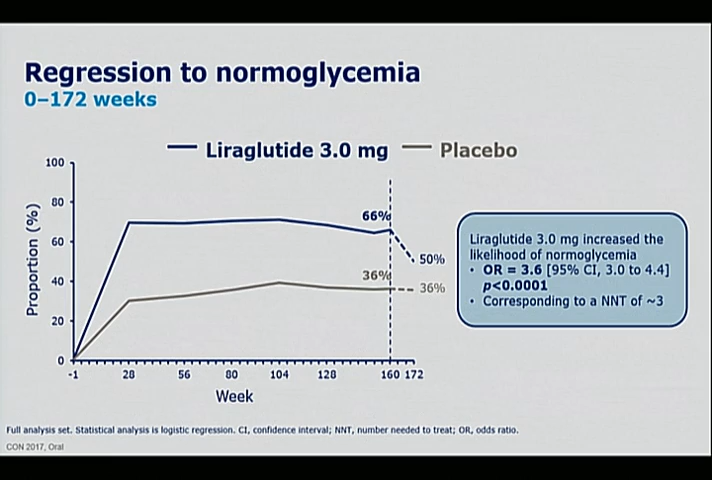 Regression to normoglycemia
0–172 weeks
Liraglutide 3.0 mg
Placebo
Proportion (%)
100
80
60
40
20
0
66%
50%
36%
36%
-1
28
56
80
104
128
160
172
Week
Liraglutide 3.0 mg increased the
likelihood of normoglycemia
• OR = 3.6 [95% CI, 3.0 to 4.4]
p<0.0001
• Corresponding to a NNT of ~3
Full analysis set. Statistical analysis is logistic regression. CI, confidence interval; NNT, number needed to treat; OR, odds ratio.
CON 2017, Oral